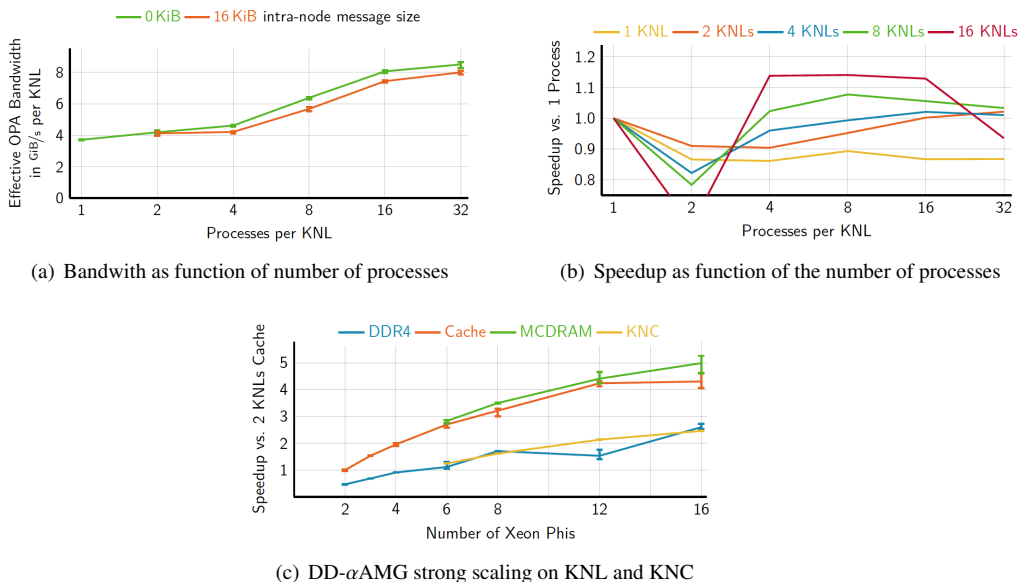 0 KiB 16 KiB intra-node message size
Effective OPA Bandwidth
in GiB/s per KNL
8
6
4
2
0
1 2 4 8 16 32
Processes per KNL
(a) Bandwith as function of number of processes
1 KNL 2 KNLs 4 KNLs 8 KNLs 16 KNLs
Speedup vs. 1 Process
1.2
1.1
1.0
0.9
0.8
1 2 4 8 16 32
Processes per KNL
(b) Speedup as function of the number of processes
DDR4 Cache MCDRAM KNC
Speedup vs. 2 KNLs Cache
5
4
3
2
1
2 4 6 8 12 16
Number of Xeon Phis
(c) DD-αAMG strong scaling on KNL and KNC